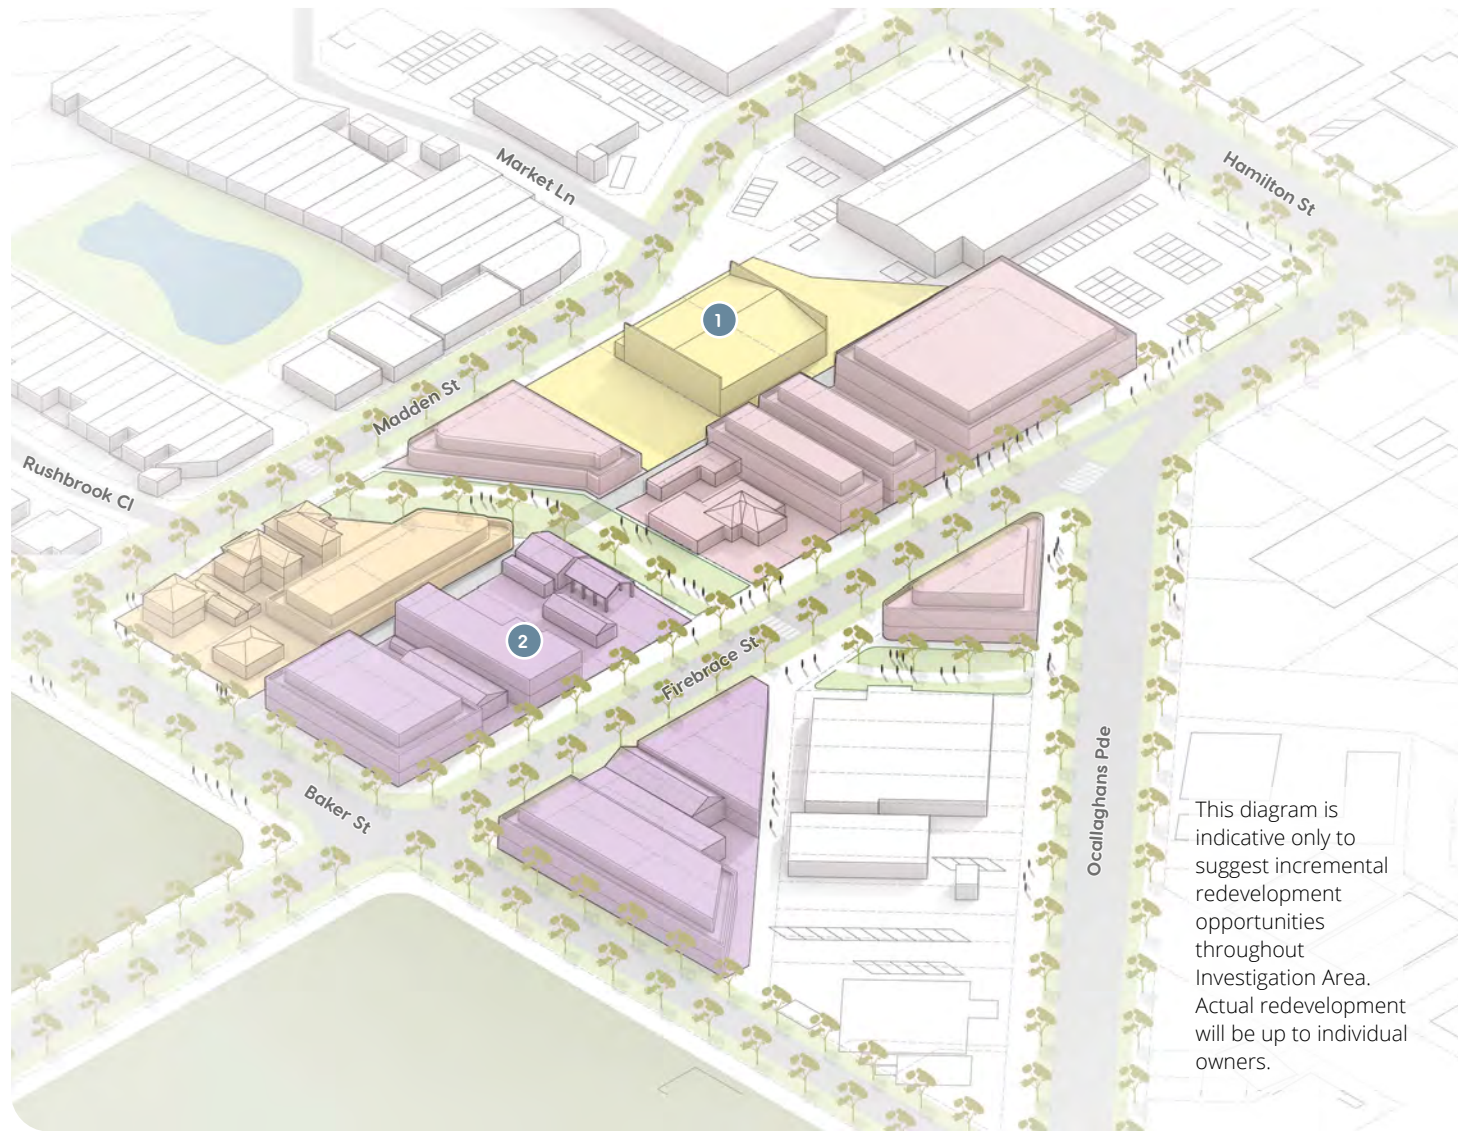 Market Ln
Hamilton St
1
Madden St
Rushbrook Cl
2
Firebrace St
Baker St
Ocallaghans Pde
This diagram is
indicative only to
suggest incremental
redevelopment
opportunities
throughout
Investigation Area.
Actual redevelopment
will be up to individual
owners.